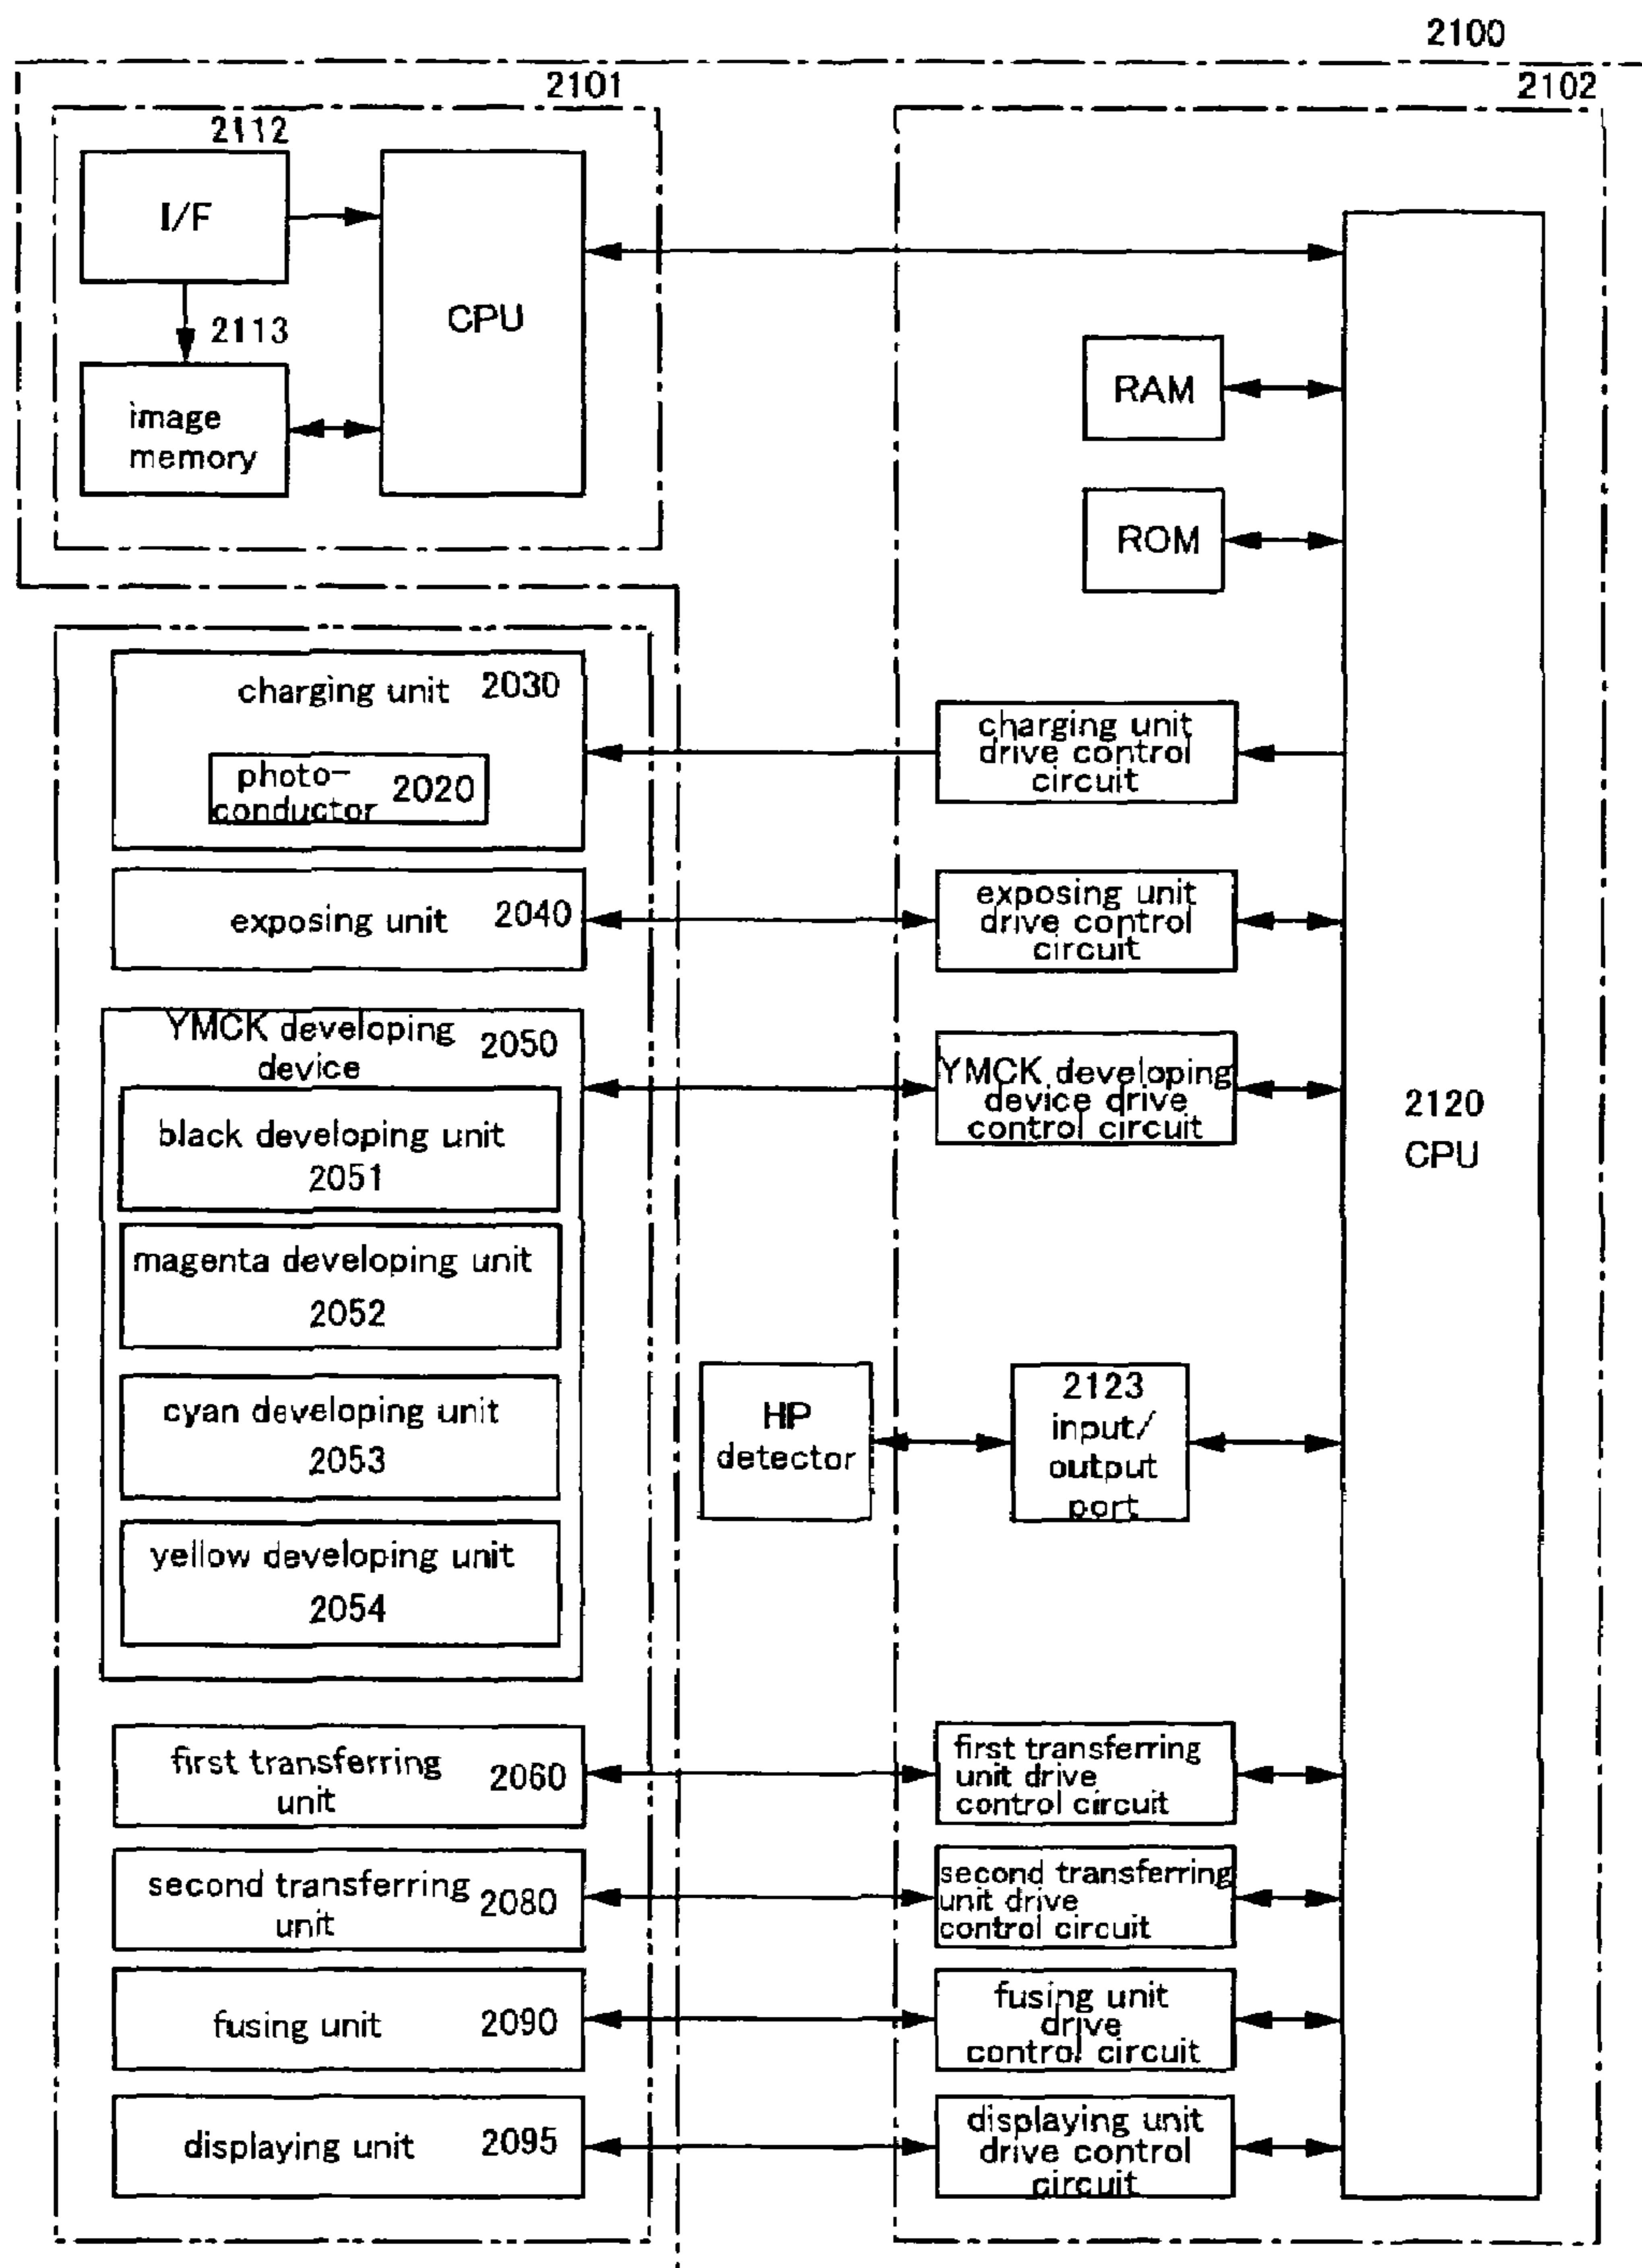 2100
2101
2102
2112
I/F
CPU
2113
image
memory
RAM
ROM
charging unit 2030
photo-
conductor 2020
charging unit
drive control
circuit
exposing unit 2040
exposing unit
drive control
circuit
YMCK developing
device 2050
YMCK developing
device drive
control circuit
2120
CPU
black developing unit
2051
magenta developing unit
2052
cyan developing unit
2053
yellow developing unit
2054
HP
detector
2123
input/
output
port
first transferring
unit 2060
first transferring
unit drive
control circuit
second transferring
unit 2080
second transferring
unit drive
control circuit
fusing unit 2090
fusing unit
drive
control circuit
displaying unit 2095
displaying unit
drive control
circuit